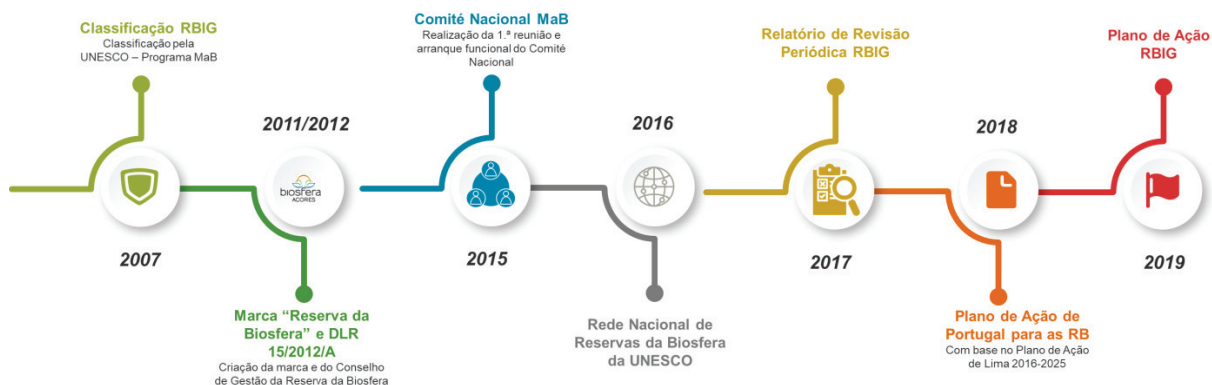 Classificação RBIG
Classificação pela
UNESCO – Programa MaB
2007
2011/2012
biosfera
AÇORES
Marca “Reserva da
Biosfera” e DLR
15/2012/A
Criação da marca e do Conselho
de Gestão da Reserva da Biosfera
Comité Nacional MaB
Realização da 1.ª reunião e
arranque funcional do Comité
Nacional
2015
2016
Rede Nacional de
Reservas da Biosfera
da UNESCO
Relatório de Revisão
Periódica RBIG
2017
2018
Plano de Ação de
Portugal para as RB
Com base no Plano de Ação
de Lima 2016-2025
Plano de Ação
RBIG
2019